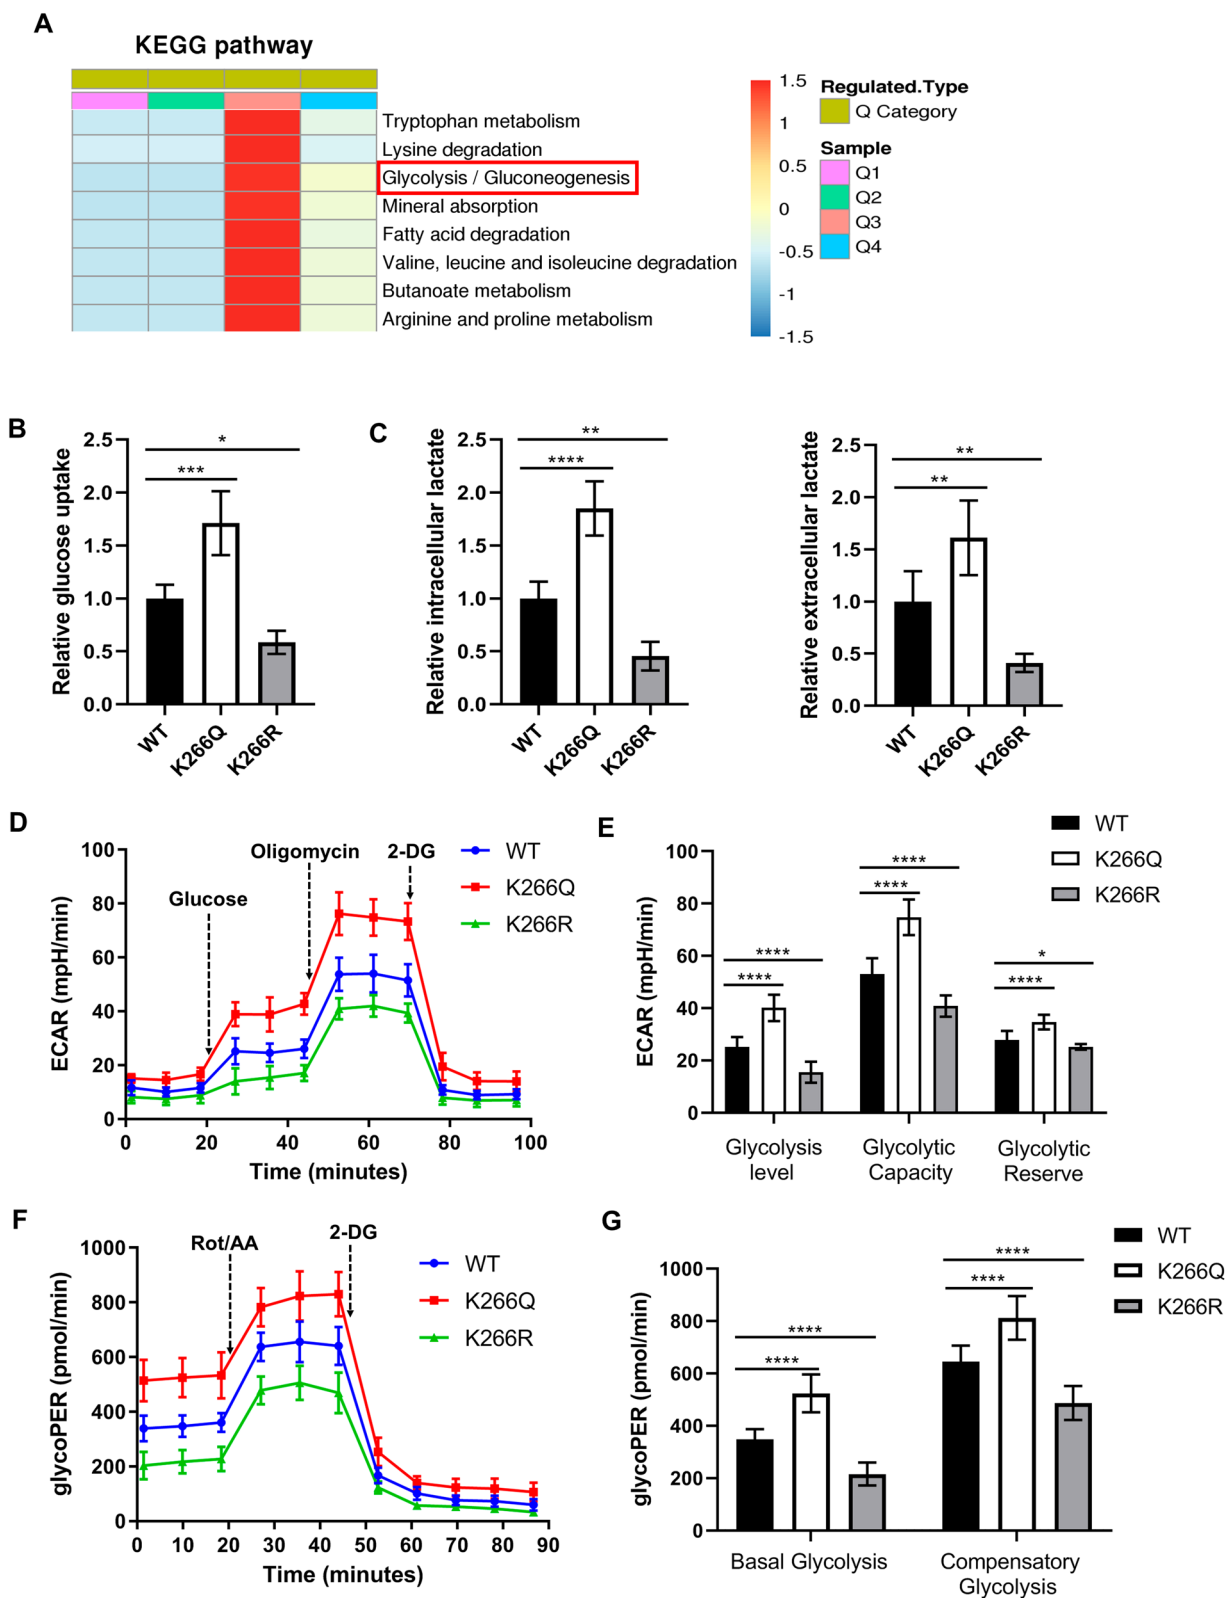 A
KEGG pathway
Tryptophan metabolism
Lysine degradation
Glycolysis / Gluconeogenesis
Mineral absorption
Fatty acid degradation
Valine, leucine and isoleucine degradation
Butanoate metabolism
Arginine and proline metabolism
1.5
1
0.5
0
-0.5
-1
-1.5
Regulated.Type
Q Category
Sample
Q1
Q2
Q3
Q4
B
Relative glucose uptake
2.5
2.0
1.5
1.0
0.5
0.0
*
***
WT
K266Q
K266R
C
Relative intracellular lactate
2.5
2.0
1.5
1.0
0.5
0.0
**
****
WT
K266Q
K266R
Relative extracellular lactate
2.5
2.0
1.5
1.0
0.5
0.0
**
**
WT
K266Q
K266R
D
ECAR (mpH/min)
100
80
60
40
20
0
Glucose
Oligomycin
2-DG
WT
K266Q
K266R
0 20 40 60 80 100
Time (minutes)
E
WT
K266Q
K266R
ECAR (mpH/min)
100
80
60
40
20
0
****
****
****
****
*
****
Glycolysis
level
Glycolytic
Capacity
Glycolytic
Reserve
F
glycoPER (pmol/min)
1000
800
600
400
200
0
Rot/AA
2-DG
WT
K266Q
K266R
0 10 20 30 40 50 60 70 80 90
Time (minutes)
G
WT
K266Q
K266R
glycoPER (pmol/min)
1000
800
600
400
200
0
****
****
****
****
Basal Glycolysis
Compensatory
Glycolysis